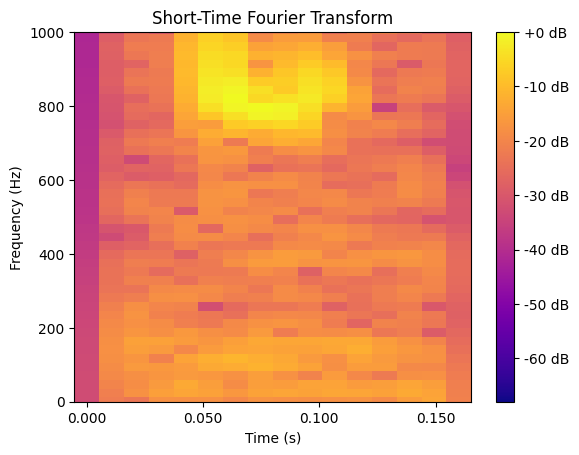 Short-Time Fourier Transform
1000
800
600
400
200
0
Frequency (Hz)
0.000
0.050
0.100
0.150
Time (s)
+0 dB
-10 dB
-20 dB
-30 dB
-40 dB
-50 dB
-60 dB